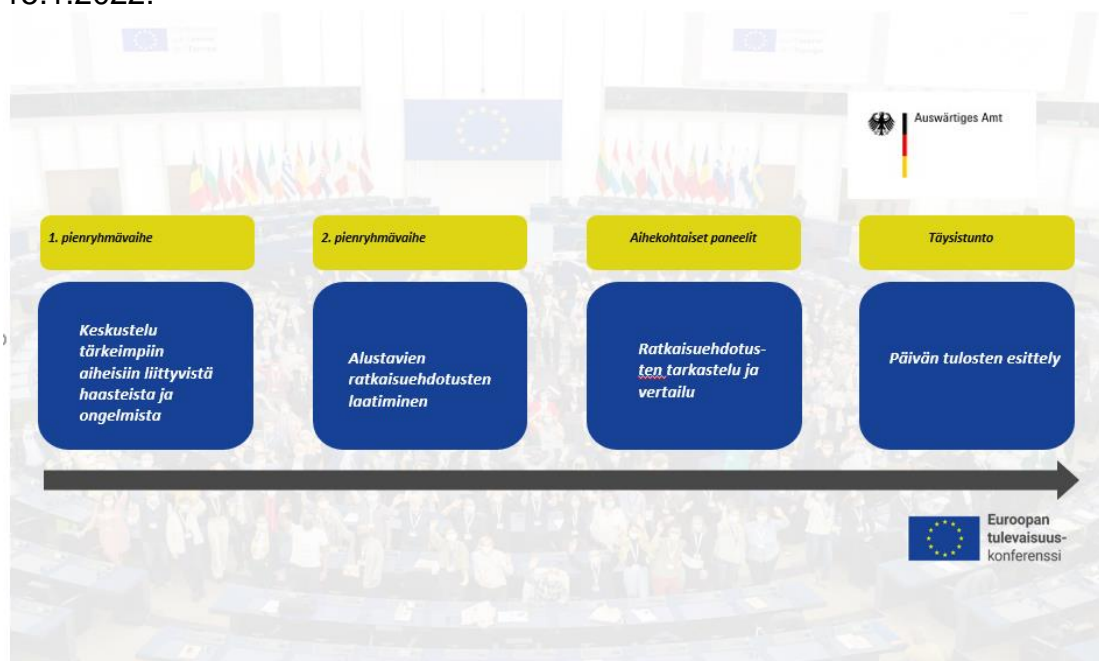 1. pienryhmävaihe
2. pienryhmävaihe
Aihekohtaiset paneelit
Täysistunto
Auswärtiges Amt
Keskustelu
tärkeimpiin
aiheisiin liittyvistä
haasteista ja
ongelmista
Alustavien
ratkaisuehdotusten
laatiminen
Ratkaisuehdotus-
ten tarkastelu ja
vertailu
Päivän tulosten esittely
Euroopan
tulevaisuus-
konferenssi